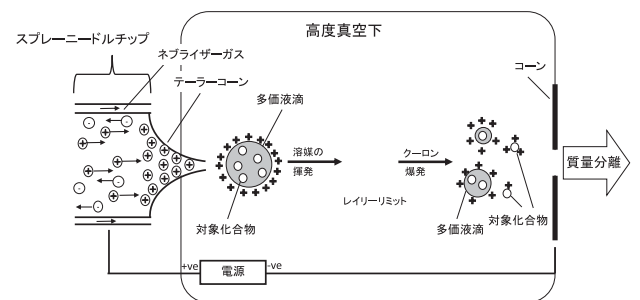 高度真空下
スプレーニードルチップ
ネブライザーガス
テーラーコーン
コーン
多価液滴
溶媒の
揮発
クーロン
爆発
質量分離
レイリーリミット
対象化合物
多価液滴
対象化合物
+ve
電源
-ve